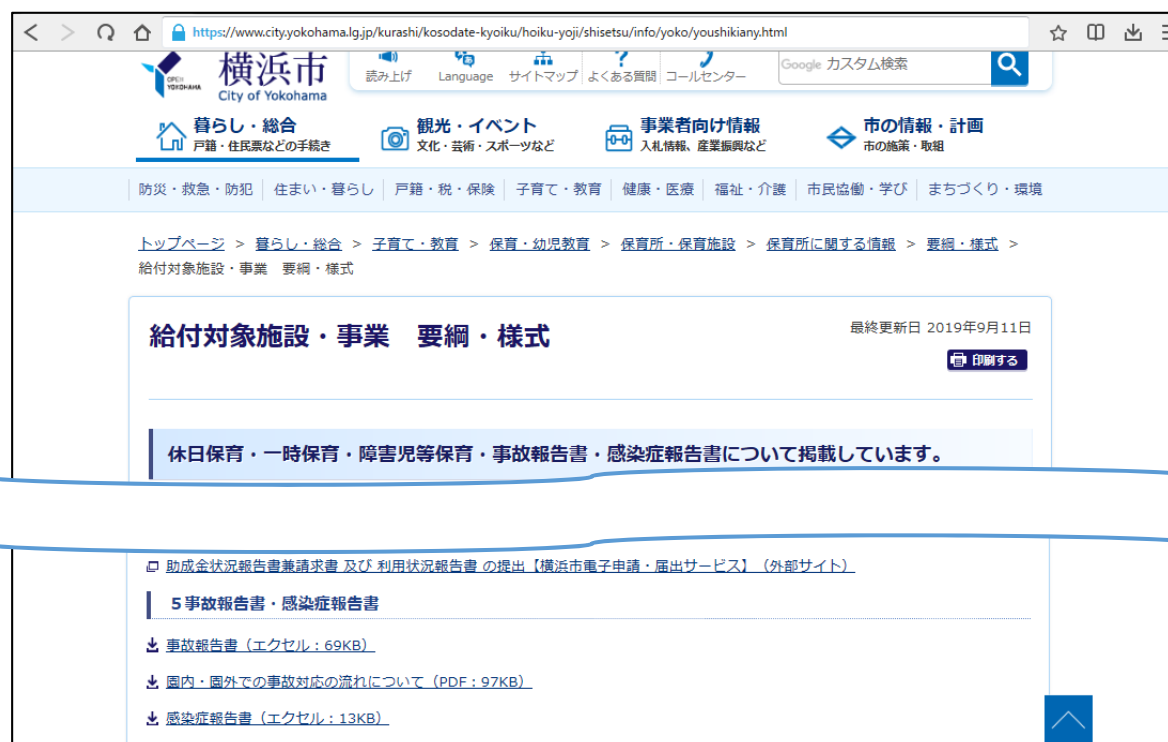 https://www.city.yokohama.lg.jp/kurashi/kosodate-kyoiku/hoiku-yoji/shisetsu/info/yoko/youshikiany.html
OPEN YOKOHAMA
横浜市
City of Yokohama
読み上げ Language サイトマップ よくある質問 コールセンター
Google カスタム検索
暮らし・総合
戸籍・住民票などの手続き
観光・イベント
文化・芸術・スポーツなど
事業者向け情報
入札情報、産業振興など
市の情報・計画
市の施策・取組
防災・救急・防犯 住まい・暮らし 戸籍・税・保険 子育て・教育 健康・医療 福祉・介護 市民協働・学び まちづくり・環境
トップページ > 暮らし・総合 > 子育て・教育 > 保育・幼児教育 > 保育所・保育施設 > 保育所に関する情報 > 要綱・様式 >
給付対象施設・事業 要綱・様式
給付対象施設・事業 要綱・様式
最終更新日 2019年9月11日
印刷する
休日保育・一時保育・障害児等保育・事故報告書・感染症報告書について掲載しています。
助成金状況報告書兼請求書 及び 利用状況報告書 の提出【横浜市電子申請・届出サービス】（外部サイト）
5事故報告書・感染症報告書
事故報告書（エクセル：69KB）
園内・園外での事故対応の流れについて（PDF：97KB）
感染症報告書（エクセル：13KB）